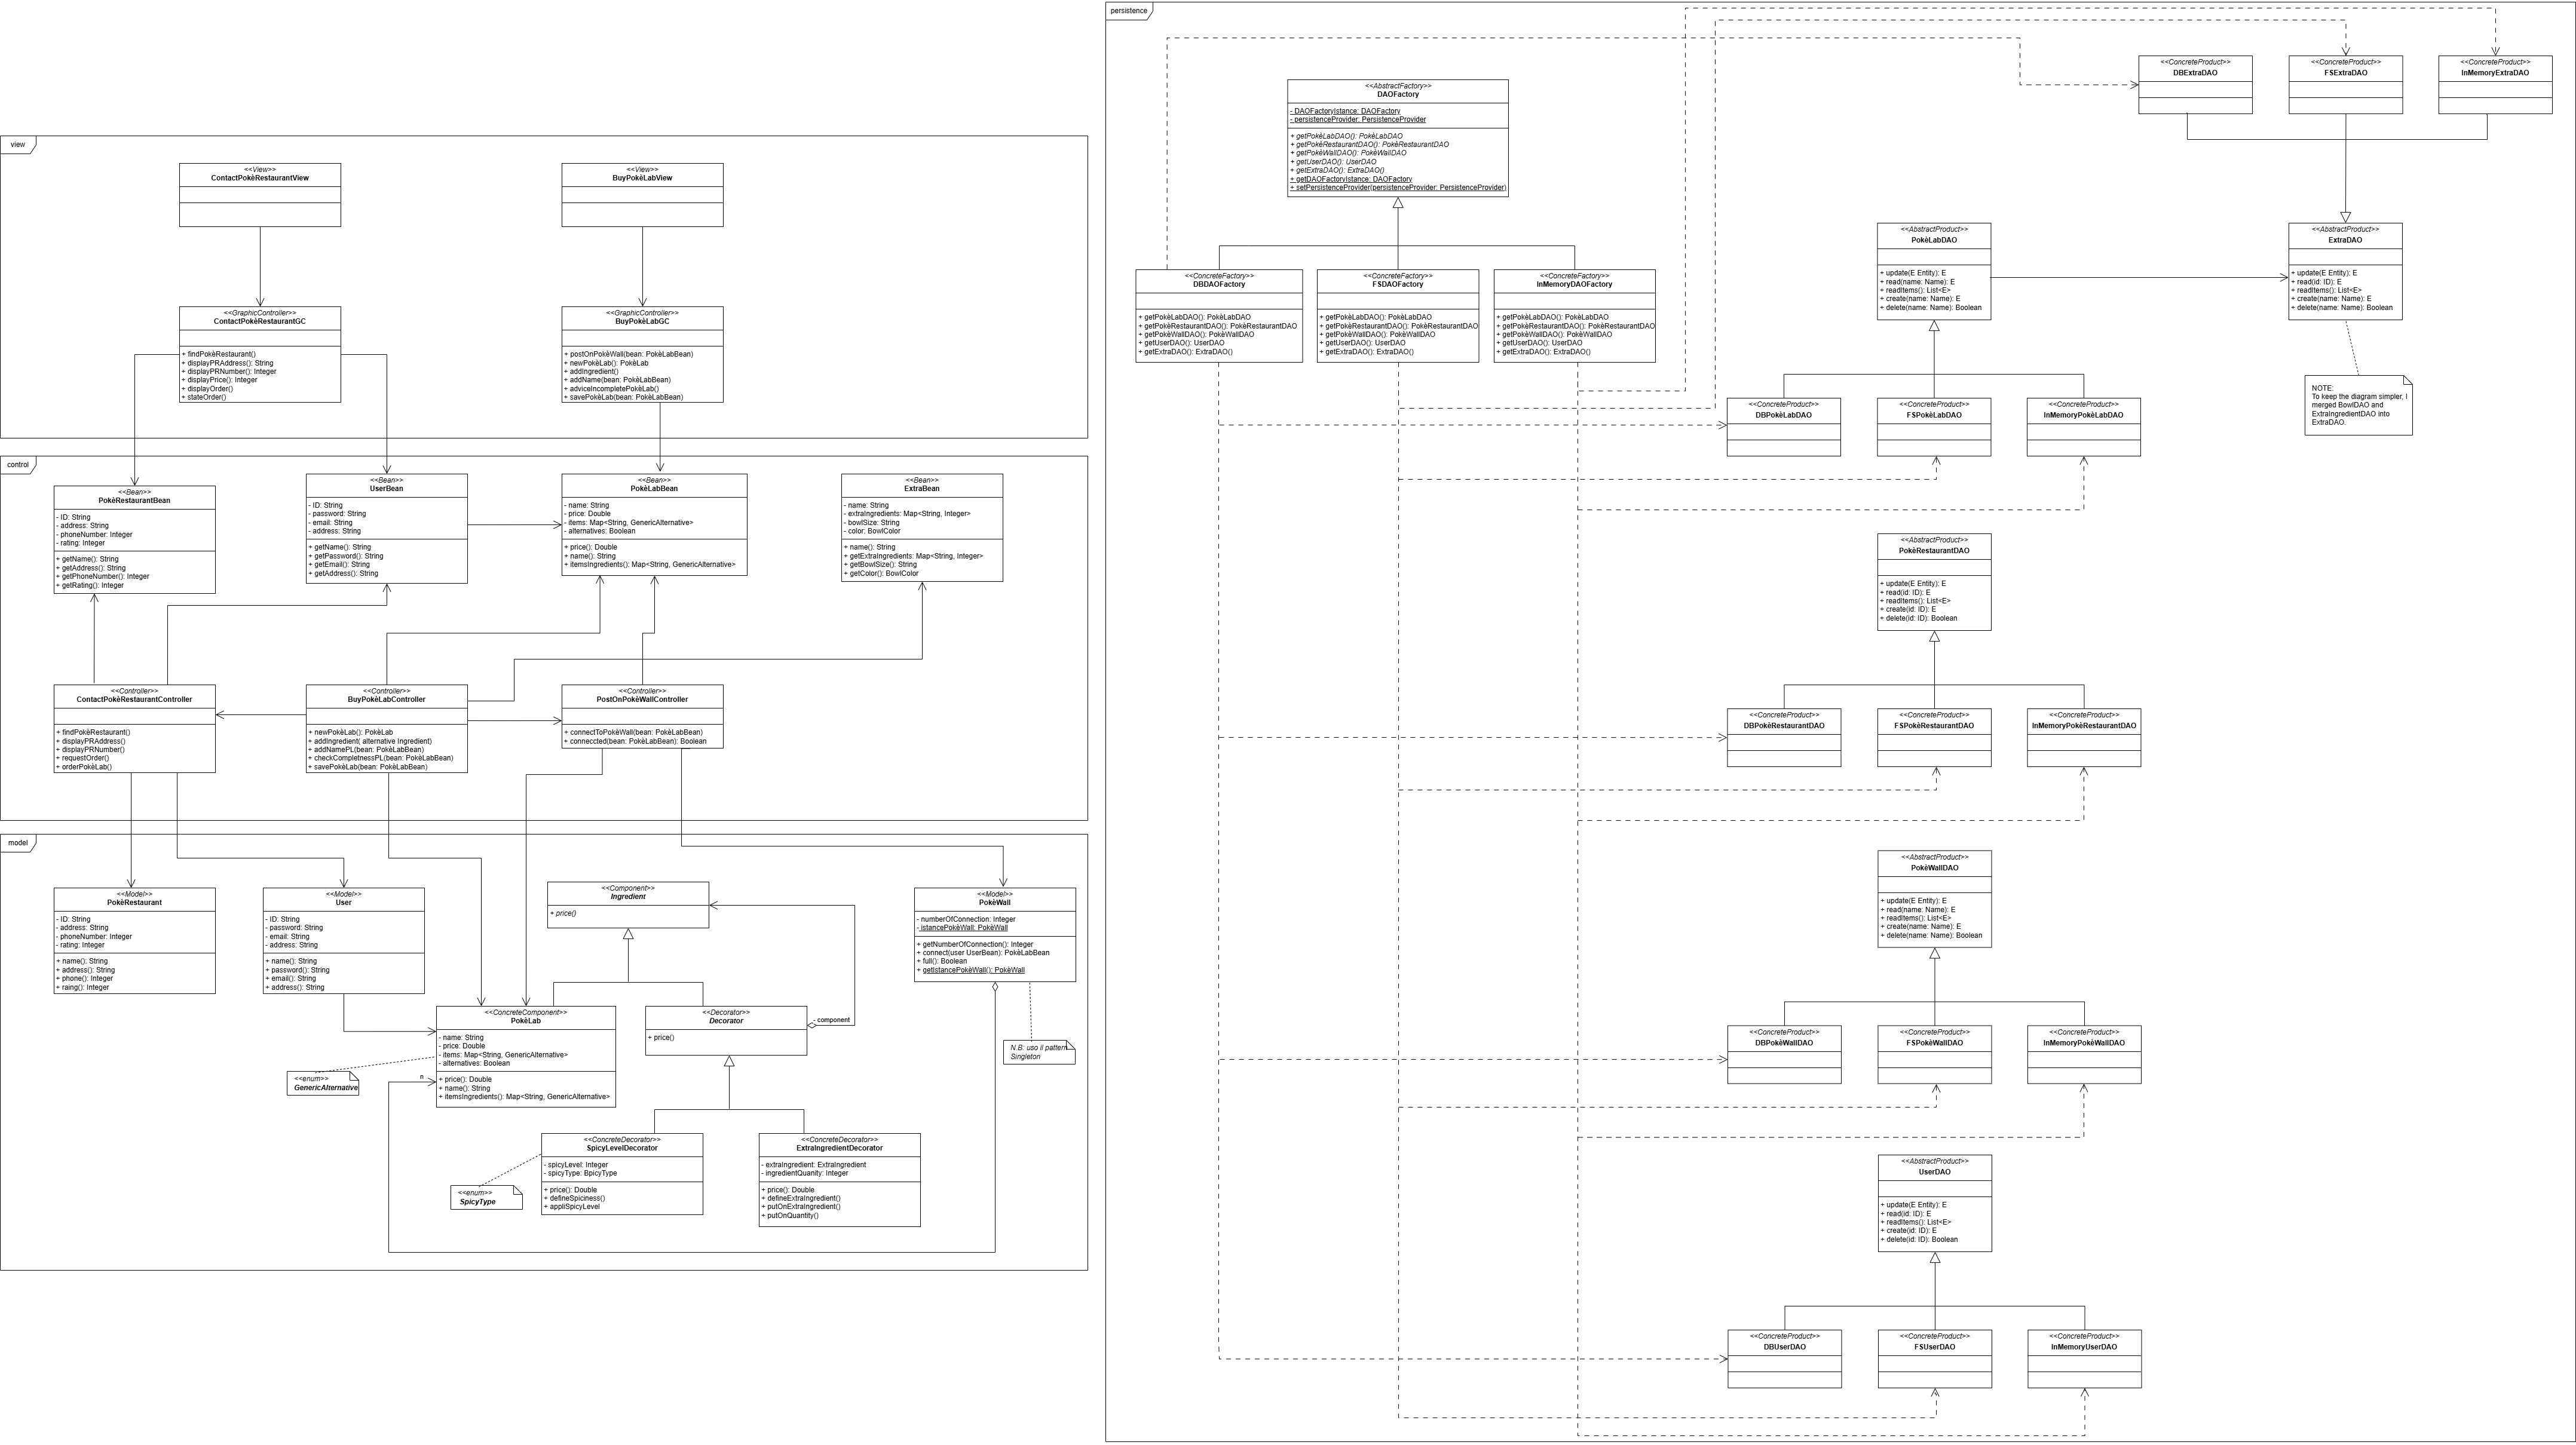 view
<<View>>
ContactPokèRestaurantView
<<View>>
BuyPokèLabView
<<GraphicController>>
ContactPokèRestaurantGC
+ findPokèRestaurant()
+ displayPRAddress(): String
+ displayPRNumber(): Integer
+ displayPrice(): Integer
+ displayOrder()
+ stateOrder()
<<GraphicController>>
BuyPokèLabGC
+ postOnPokèWall(bean: PokèLabBean)
+ newPokèLab(): PokèLab
+ addIngredient()
+ addName(bean: PokèLabBean)
+ adviceIncompletePokèLab()
+ savePokèLab(bean: PokèLabBean)
control
<<Bean>>
PokèRestaurantBean
- ID: String
- address: String
- phoneNumber: Integer
- rating: Integer
+ getName(): String
+ getAddress(): String
+ getPhoneNumber(): Integer
+ getRating(): Integer
<<Bean>>
UserBean
- ID: String
- password: String
- email: String
- address: String
+ getName(): String
+ getPassword(): String
+ getEmail(): String
+ getAddress(): String
<<Bean>>
PokèLabBean
- name: String
- price: Double
- items: Map<String, GenericAlternative>
- alternatives: Boolean
+ price(): Double
+ name(): String
+ itemsIngredients(): Map<String, GenericAlternative>
<<Bean>>
ExtraBean
- name: String
- extraIngredients: Map<String, Integer>
- bowlSize: String
- color: BowlColor
+ name(): String
+ getExtraIngredients: Map<String, Integer>
+ getBowlSize(): String
+ getColor(): BowlColor
<<Controller>>
ContactPokèRestaurantController
+ findPokèRestaurant()
+ displayPRAddress()
+ displayPRNumber()
+ requestOrder()
+ orderPokèLab()
<<Controller>>
BuyPokèLabController
+ newPokèLab(): PokèLab
+ addIngredient( alternative Ingredient)
+ addNamePL(bean: PokèLabBean)
+ checkCompletnessPL(bean: PokèLabBean)
+ savePokèLab(bean: PokèLabBean)
<<Controller>>
PostOnPokèWallController
+ connectToPokèWall(bean: PokèLabBean)
+ conneccted(bean: PokèLabBean): Boolean
model
<<Model>>
PokèRestaurant
- ID: String
- address: String
- phoneNumber: Integer
- rating: Integer
+ name(): String
+ address(): String
+ phone(): Integer
+ raing(): Integer
<<Model>>
User
- ID: String
- password: String
- email: String
- address: String
+ name(): String
+ password(): String
+ email(): String
+ address(): String
<<Component>>
Ingredient
+ price()
<<Model>>
PokèWall
- numberOfConnection: Integer
- istancePokèWall: PokèWall
+ getNumberOfConnection(): Integer
+ connect(user UserBean): PokèLabBean
+ full(): Boolean
+ getIstancePokèWall(): PokèWall
<<ConcreteComponent>>
PokèLab
- name: String
- price: Double
- items: Map<String, GenericAlternative>
- alternatives: Boolean
+ price(): Double
+ name(): String
+ itemsIngredients(): Map<String, GenericAlternative>
<<Decorator>>
Decorator
+ price()
- component
N.B: uso il pattern
Singleton
<<enum>>
GenericAlternative
n
<<ConcreteDecorator>>
SpicyLevelDecorator
- spicyLevel: Integer
- spicyType: BpicyType
+ price(): Double
+ defineSpiciness()
+ appliSpicyLevel
<<ConcreteDecorator>>
ExtraIngredientDecorator
- extraIngredient: ExtraIngredient
- ingredientQuanity: Integer
+ price(): Double
+ defineExtraIngredient()
+ putOnExtraIngredient()
+ putOnQuantity()
<<enum>>
SpicyType
persistence
<<AbstractFactory>>
DAOFactory
- DAOFactoryIstance: DAOFactory
- persistenceProvider: PersistenceProvider
+ getPokèLabDAO(): PokèLabDAO
+ getPokèRestaurantDAO(): PokèRestaurantDAO
+ getPokèWallDAO(): PokèWallDAO
+ getUserDAO(): UserDAO
+ getExtraDAO(): ExtraDAO()
+ getDAOFactoryIstance: DAOFactory
+ setPersistenceProvider(persistenceProvider: PersistenceProvider)
<<ConcreteFactory>>
DBDAOFactory
+ getPokèLabDAO(): PokèLabDAO
+ getPokèRestaurantDAO(): PokèRestaurantDAO
+ getPokèWallDAO(): PokèWallDAO
+ getUserDAO(): UserDAO
+ getExtraDAO(): ExtraDAO()
<<ConcreteFactory>>
FSDAOFactory
+ getPokèLabDAO(): PokèLabDAO
+ getPokèRestaurantDAO(): PokèRestaurantDAO
+ getPokèWallDAO(): PokèWallDAO
+ getUserDAO(): UserDAO
+ getExtraDAO(): ExtraDAO()
<<ConcreteFactory>>
InMemoryDAOFactory
+ getPokèLabDAO(): PokèLabDAO
+ getPokèRestaurantDAO(): PokèRestaurantDAO
+ getPokèWallDAO(): PokèWallDAO
+ getUserDAO(): UserDAO
+ getExtraDAO(): ExtraDAO()
<<ConcreteProduct>>
DBExtraDAO
<<ConcreteProduct>>
FSExtraDAO
<<ConcreteProduct>>
InMemoryExtraDAO
<<AbstractProduct>>
PokèLabDAO
+ update(E Entity): E
+ read(name: Name): E
+ readItems(): List<E>
+ create(name: Name): E
+ delete(name: Name): Boolean
<<AbstractProduct>>
ExtraDAO
+ update(E Entity): E
+ read(id: ID): E
+ readItems(): List<E>
+ create(name: Name): E
+ delete(name: Name): Boolean
NOTE:
To keep the diagram simpler, I
merged BowlDAO and
ExtraIngredientDAO into
ExtraDAO.
<<ConcreteProduct>>
DBPokèLabDAO
<<ConcreteProduct>>
FSPokèLabDAO
<<ConcreteProduct>>
InMemoryPokèLabDAO
<<AbstractProduct>>
PokèRestaurantDAO
+ update(E Entity): E
+ read(id: ID): E
+ readItems(): List<E>
+ create(id: ID): E
+ delete(id: ID): Boolean
<<ConcreteProduct>>
DBPokèRestaurantDAO
<<ConcreteProduct>>
FSPokèRestaurantDAO
<<ConcreteProduct>>
InMemoryPokèRestaurantDAO
<<AbstractProduct>>
PokèWallDAO
+ update(E Entity): E
+ read(name: Name): E
+ readItems(): List<E>
+ create(name: Name): E
+ delete(name: Name): Boolean
<<ConcreteProduct>>
DBPokèWallDAO
<<ConcreteProduct>>
FSPokèWallDAO
<<ConcreteProduct>>
InMemoryPokèWallDAO
<<AbstractProduct>>
UserDAO
+ update(E Entity): E
+ read(id: ID): E
+ readItems(): List<E>
+ create(id: ID): E
+ delete(id: ID): Boolean
<<ConcreteProduct>>
DBUserDAO
<<ConcreteProduct>>
FSUserDAO
<<ConcreteProduct>>
InMemoryUserDAO